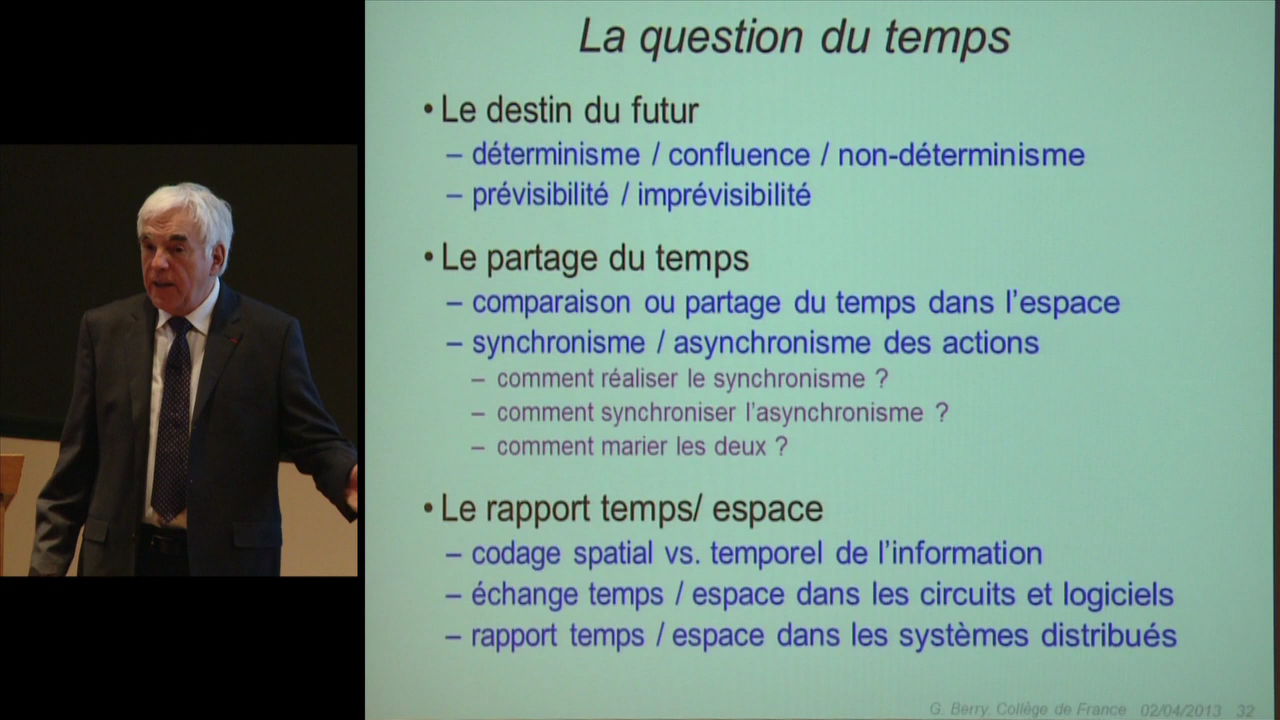 La question du temps
• Le destin du futur
– déterminisme / confluence / non-déterminisme
– prévisibilité / imprévisibilité
• Le partage du temps
– comparaison ou partage du temps dans l'espace
– synchronisme / asynchronisme des actions
– comment réaliser le synchronisme ?
– comment synchroniser l'asynchronisme ?
– comment marier les deux ?
• Le rapport temps/ espace
– codage spatial vs. temporel de l'information
– échange temps / espace dans les circuits et logiciels
– rapport temps / espace dans les systèmes distribués
G. Berry, Collège de France 02/04/2013 32